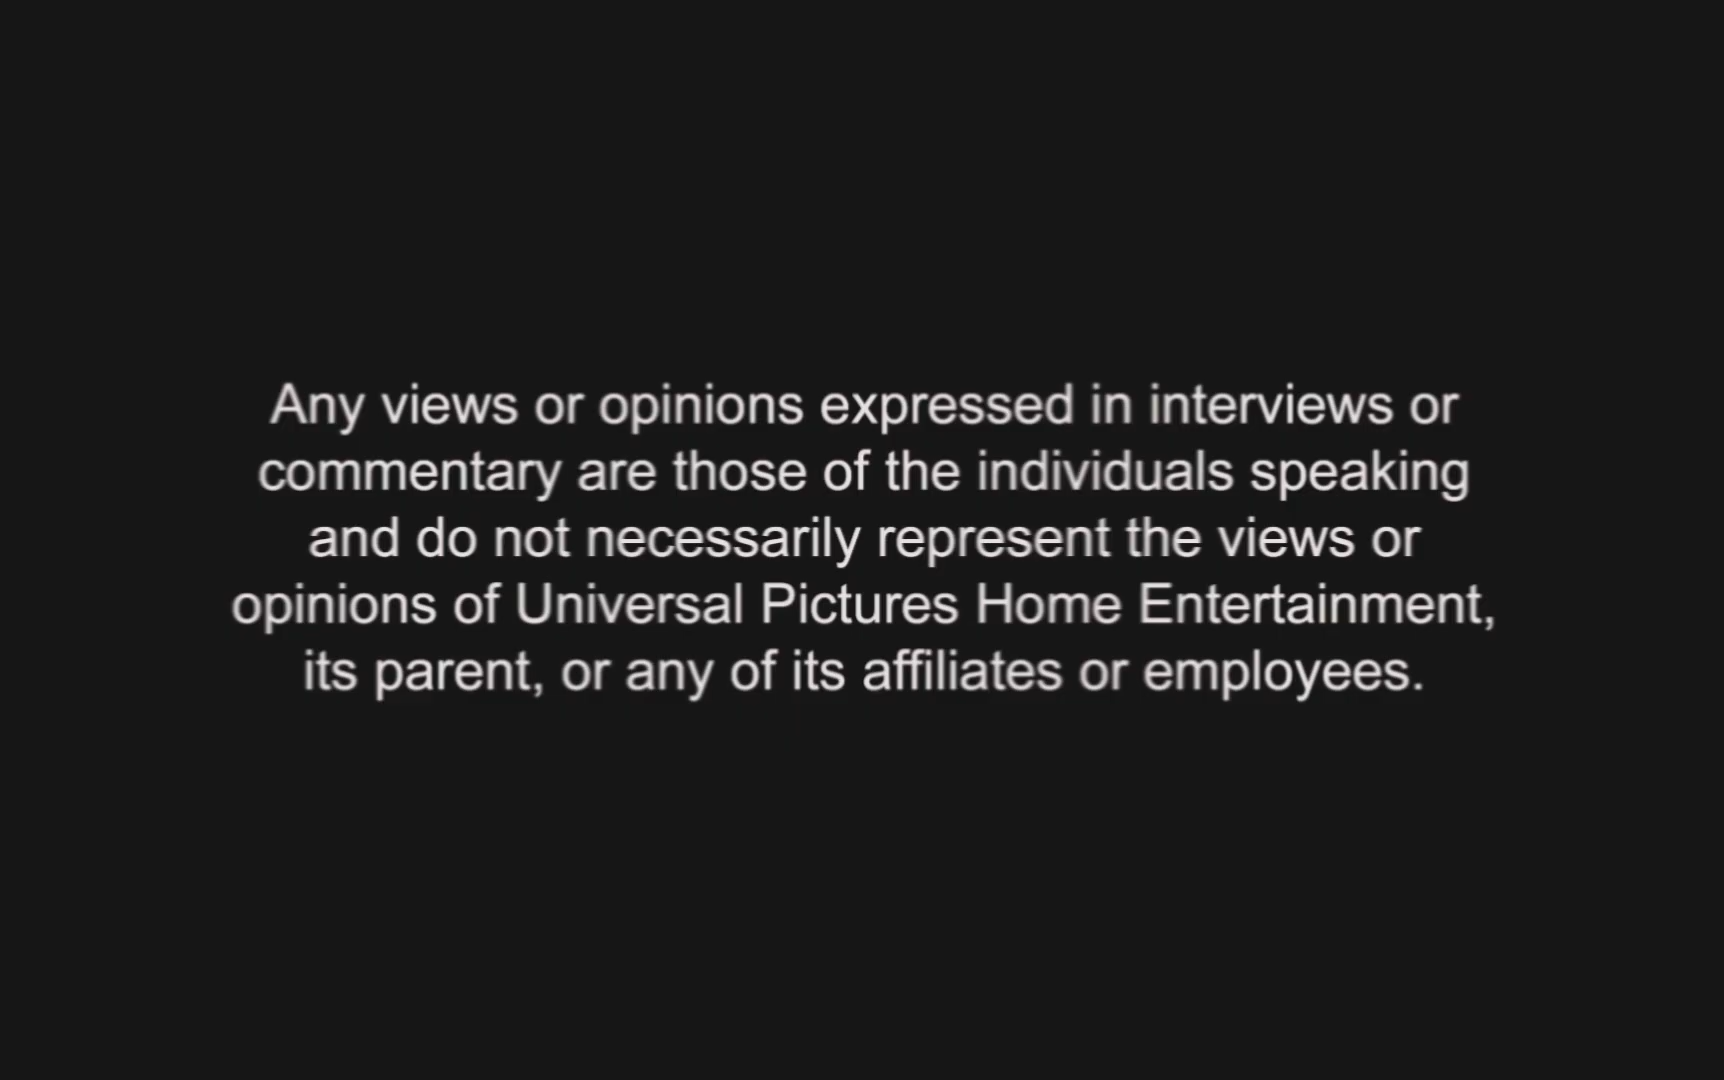 Any views or opinions expressed in interviews or
commentary are those of the individuals speaking
and do not necessarily represent the views or
opinions of Universal Pictures Home Entertainment,
its parent, or any of its affiliates or employees.